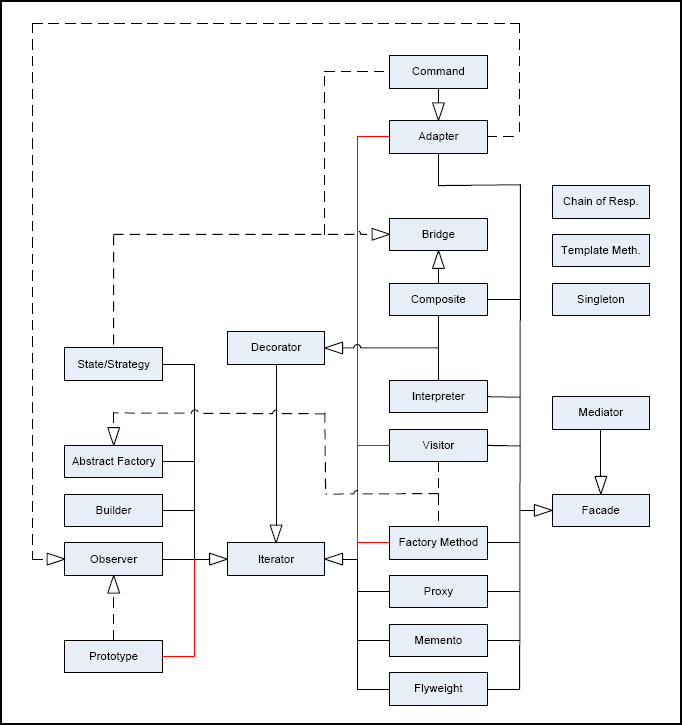 Command
Adapter
Chain of Resp.
Bridge
Template Meth.
Composite
Singleton
Decorator
State/Strategy
Interpreter
Mediator
Visitor
Abstract Factory
Builder
Facade
Factory Method
Observer
Iterator
Proxy
Memento
Prototype
Flyweight